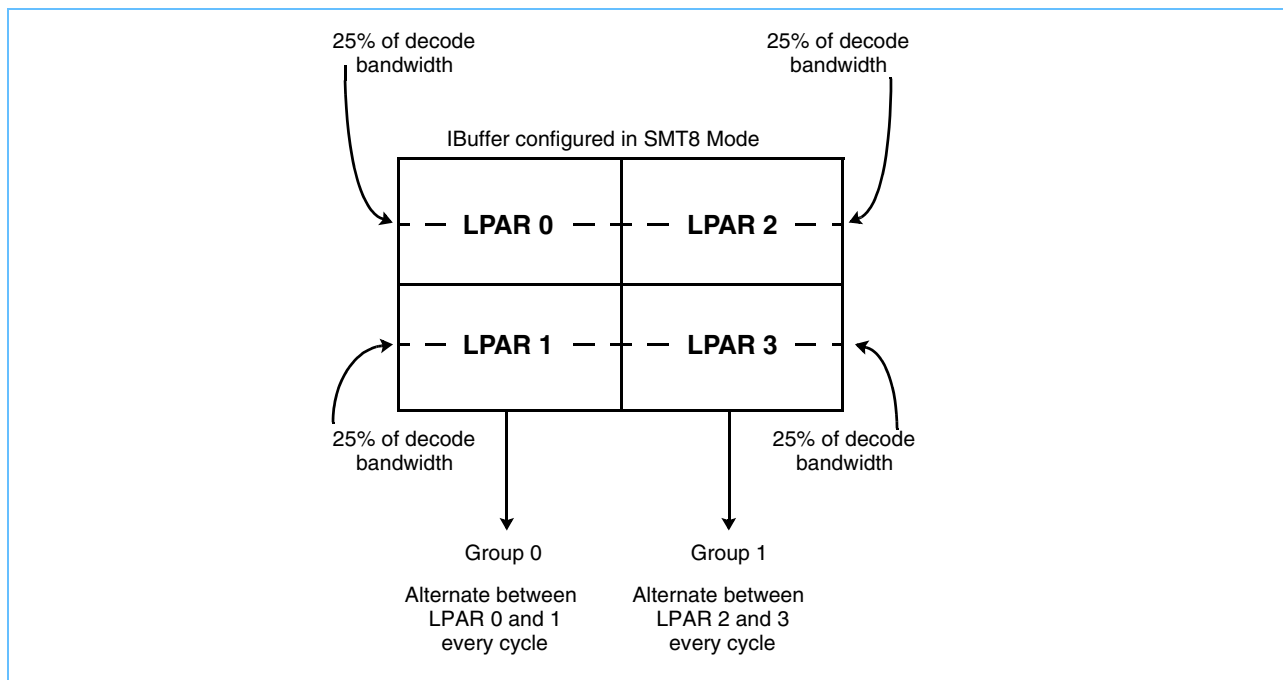 25% of decode
bandwidth
25% of decode
bandwidth
IBuffer configured in SMT8 Mode
LPAR 0
LPAR 2
LPAR 1
LPAR 3
25% of decode
bandwidth
25% of decode
bandwidth
Group 0
Alternate between
LPAR 0 and 1
every cycle
Group 1
Alternate between
LPAR 2 and 3
every cycle